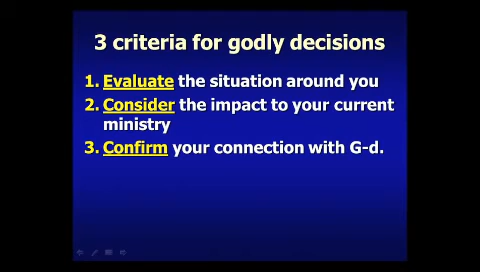 3 criteria for godly decisions
1. Evaluate the situation around you
2. Consider the impact to your current
ministry
3. Confirm your connection with G-d.